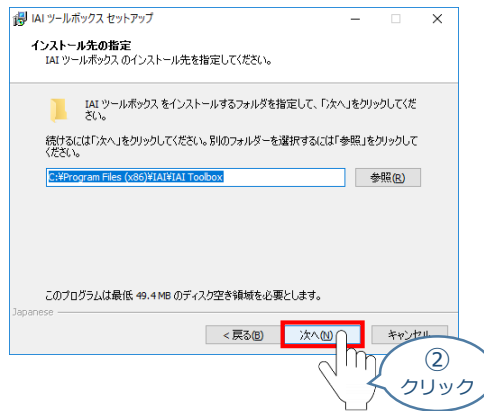 IAI ツールボックス セットアップ
インストール先の指定
IAI ツールボックス のインストール先を指定してください。
IAI ツールボックス をインストールするフォルダを指定して、「次へ」をクリックしてくだ
さい。
続けるには「次へ」をクリックしてください。別のフォルダーを選択するには「参照」をクリックして
ください。
C:¥Program Files (x86)¥IAI¥IAI Toolbox
参照(R)
このプログラムは最低 49.4 MB のディスク空き領域を必要とします。
Japanese
< 戻る(B)
次へ(N)
キャンセル
②
クリック